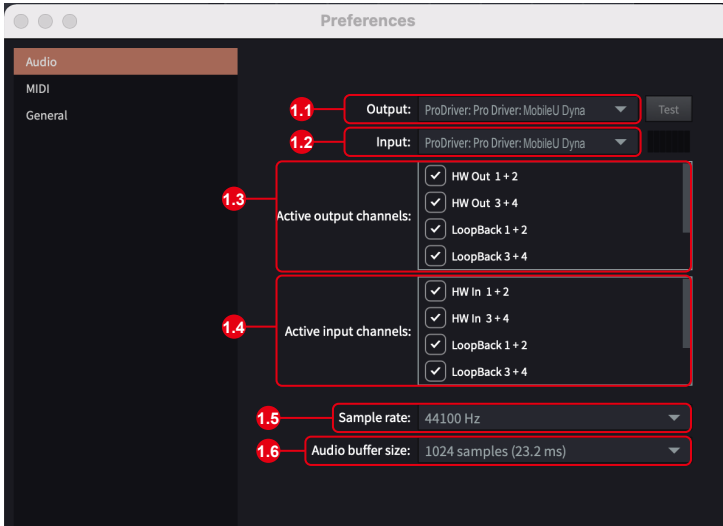 Preferences
Audio
MIDI
General
1.1 Output: ProDriver: Pro Driver: MobileU Dyna Test
1.2 Input: ProDriver: Pro Driver: MobileU Dyna
1.3 Active output channels:
HW Out 1 + 2
HW Out 3 + 4
LoopBack 1 + 2
LoopBack 3 + 4
1.4 Active input channels:
HW In 1 + 2
HW In 3 + 4
LoopBack 1 + 2
LoopBack 3 + 4
1.5 Sample rate: 44100 Hz
1.6 Audio buffer size: 1024 samples (23.2 ms)